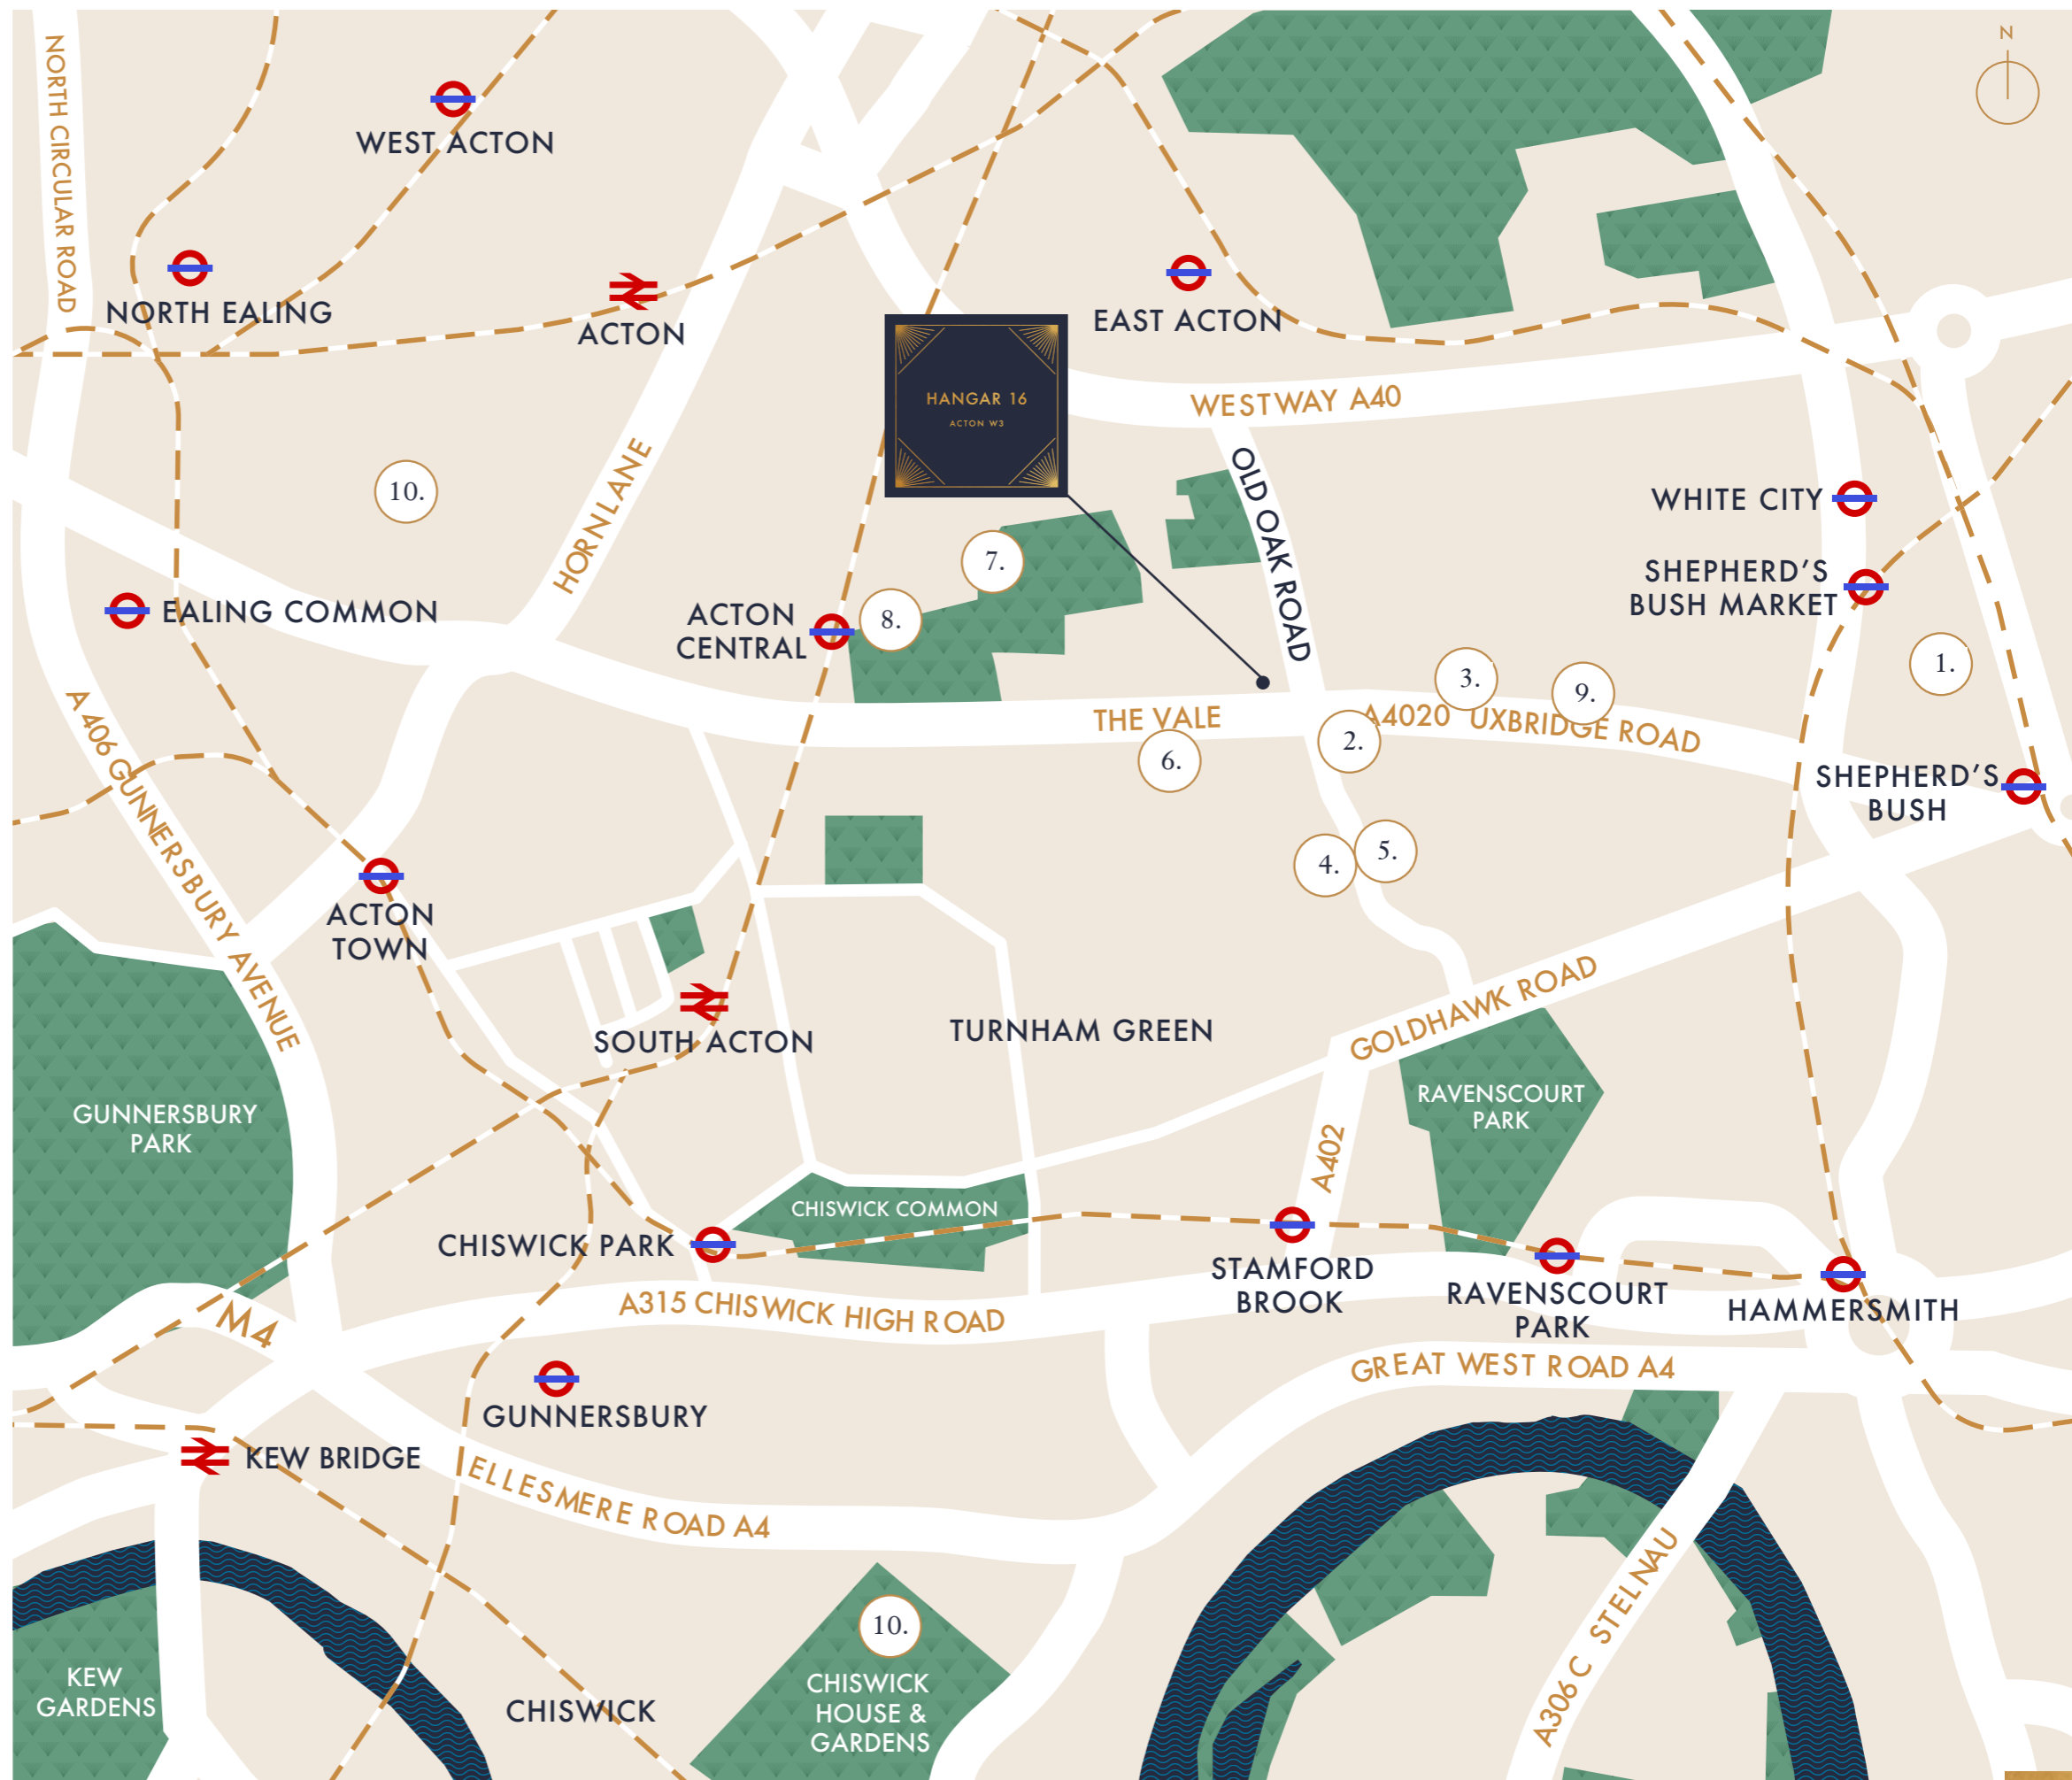 N
NORTH CIRCULAR ROAD
WEST ACTON
NORTH EALING
ACTON
EAST ACTON
HANGAR 16
ACTON W3
WESTWAY A40
HORN LANE
OLD OAK ROAD
10.
WHITE CITY
7.
SHEPHERD'S
BUSH MARKET
EALING COMMON
ACTON
CENTRAL
8.
1.
3.
9.
THE VALE
A4020 UXBRIDGE ROAD
2.
6.
A 406 GUNNERSBURY AVENUE
SHEPHERD'S
BUSH
4.
5.
ACTON
TOWN
SOUTH ACTON
TURNHAM GREEN
GOLDHAWK ROAD
GUNNERSBURY
PARK
RAVENSCOURT
PARK
A402
CHISWICK COMMON
CHISWICK PARK
STAMFORD
BROOK
RAVENSCOURT
PARK
HAMMERSMITH
M4
A315 CHISWICK HIGH ROAD
GREAT WEST ROAD A4
GUNNERSBURY
KEW BRIDGE
ELLESMERE ROAD A4
A306 C STELNAU
10.
KEW
GARDENS
CHISWICK
CHISWICK
HOUSE &
GARDENS